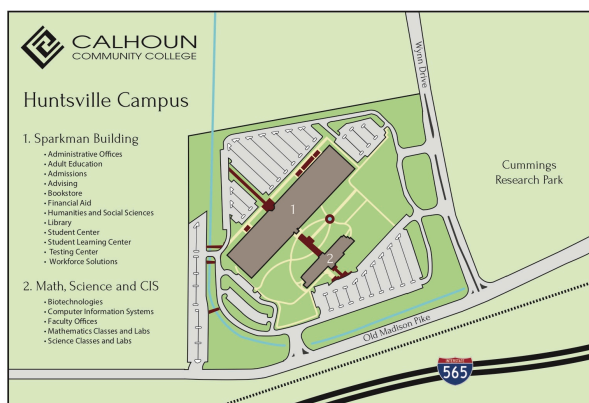 CALHOUN
COMMUNITY COLLEGE
Huntsville Campus
1. Sparkman Building
• Administrative Offices
• Adult Education
• Admissions
• Advising
• Bookstore
• Financial Aid
• Humanities and Social Sciences
• Library
• Student Center
• Student Learning Center
• Testing Center
• Workforce Solutions
2. Math, Science and CIS
• Biotechnologies
• Computer Information Systems
• Faculty Offices
• Mathematics Classes and Labs
• Science Classes and Labs
Wynn Drive
Cummings
Research Park
1
2
Old Madison Pike
INTERSTATE
565